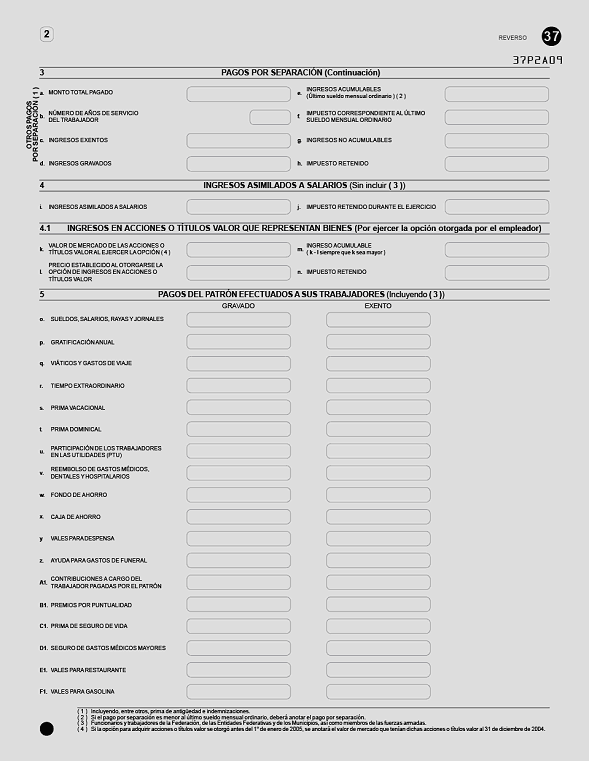 2
REVERSO 37
37P2A09
3 PAGOS POR SEPARACIÓN (Continuación)
OTROS PAGOS
POR SEPARACIÓN ( 1 )
a. MONTO TOTAL PAGADO
e. INGRESOS ACUMULABLES
(Último sueldo mensual ordinario ) ( 2 )
b. NÚMERO DE AÑOS DE SERVICIO
DEL TRABAJADOR
f. IMPUESTO CORRESPONDIENTE AL ÚLTIMO
SUELDO MENSUAL ORDINARIO
c. INGRESOS EXENTOS
g. INGRESOS NO ACUMULABLES
d. INGRESOS GRAVADOS
h. IMPUESTO RETENIDO
4 INGRESOS ASIMILADOS A SALARIOS (Sin incluir ( 3 ))
i. INGRESOS ASIMILADOS A SALARIOS
j. IMPUESTO RETENIDO DURANTE EL EJERCICIO
4.1 INGRESOS EN ACCIONES O TÍTULOS VALOR QUE REPRESENTAN BIENES (Por ejercer la opción otorgada por el empleador)
k. VALOR DE MERCADO DE LAS ACCIONES O
TÍTULOS VALOR AL EJERCER LA OPCIÓN ( 4 )
m. INGRESO ACUMULABLE
( k - l siempre que k sea mayor )
l. PRECIO ESTABLECIDO AL OTORGARSE LA
OPCIÓN DE INGRESOS EN ACCIONES O
TÍTULOS VALOR
n. IMPUESTO RETENIDO
5 PAGOS DEL PATRÓN EFECTUADOS A SUS TRABAJADORES (Incluyendo ( 3 ))
GRAVADO EXENTO
o. SUELDOS, SALARIOS, RAYAS Y JORNALES
p. GRATIFICACIÓN ANUAL
q. VIÁTICOS Y GASTOS DE VIAJE
r. TIEMPO EXTRAORDINARIO
s. PRIMA VACACIONAL
t. PRIMA DOMINICAL
u. PARTICIPACIÓN DE LOS TRABAJADORES
EN LAS UTILIDADES (PTU)
v. REEMBOLSO DE GASTOS MÉDICOS,
DENTALES Y HOSPITALARIOS
w. FONDO DE AHORRO
x. CAJA DE AHORRO
y VALES PARA DESPENSA
z. AYUDA PARA GASTOS DE FUNERAL
A1. CONTRIBUCIONES A CARGO DEL
TRABAJADOR PAGADAS POR EL PATRÓN
B1. PREMIOS POR PUNTUALIDAD
C1. PRIMA DE SEGURO DE VIDA
D1. SEGURO DE GASTOS MÉDICOS MAYORES
E1. VALES PARA RESTAURANTE
F1. VALES PARA GASOLINA
( 1 ) Incluyendo, entre otros, prima de antigüedad e indemnizaciones.
( 2 ) Si el pago por separación es menor al último sueldo mensual ordinario, deberá anotar el pago por separación.
( 3 ) Funcionarios y trabajadores de la Federación, de las Entidades Federativas y de los Municipios, así como miembros de las fuerzas armadas.
( 4 ) Si la opción para adquirir acciones o títulos valor se otorgó antes del 1° de enero de 2005, se anotará el valor de mercado que tenían dichas acciones o títulos valor al 31 de diciembre de 2004.